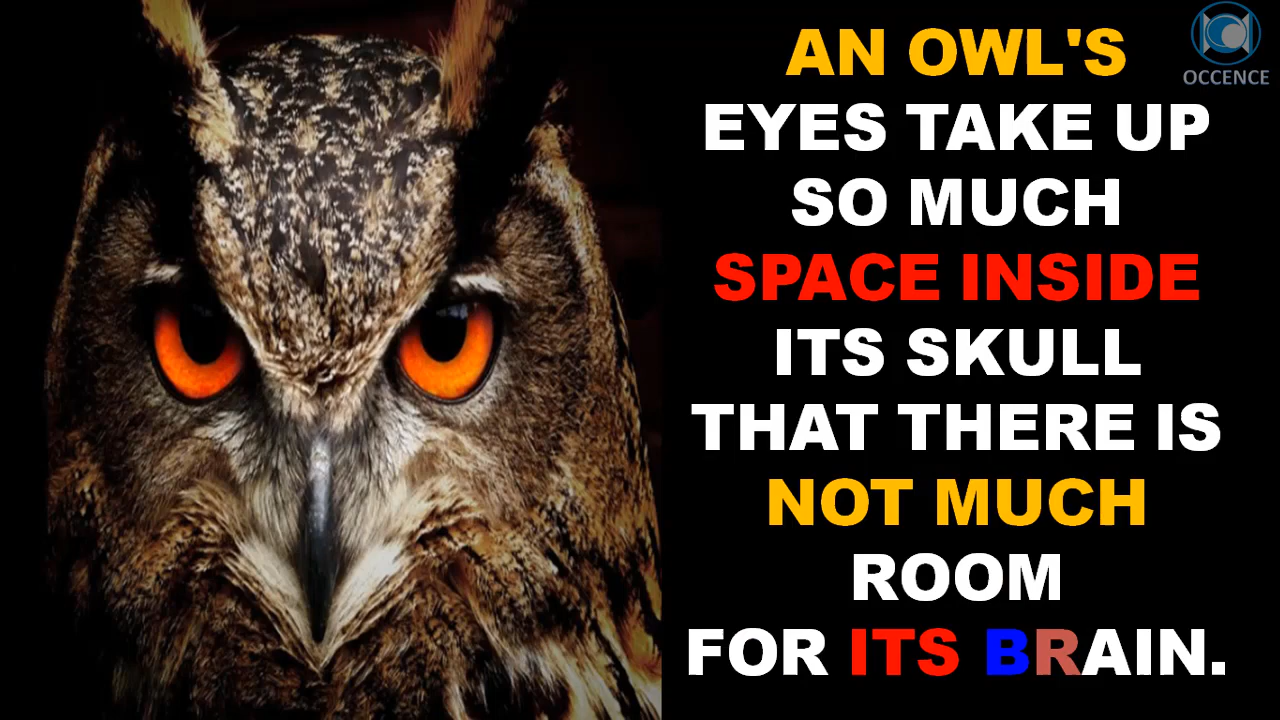 AN OWL'S
OCCENCE
EYES TAKE UP
SO MUCH
SPACE INSIDE
ITS SKULL
THAT THERE IS
NOT MUCH
ROOM
FOR ITS BRAIN.